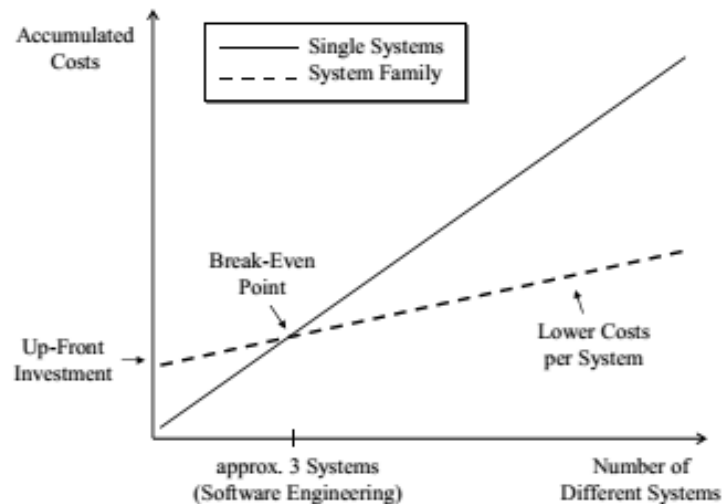 Accumulated
Costs
Single Systems
System Family
Break-Even
Point
Up-Front
Investment
Lower Costs
per System
approx. 3 Systems
(Software Engineering)
Number of
Different Systems